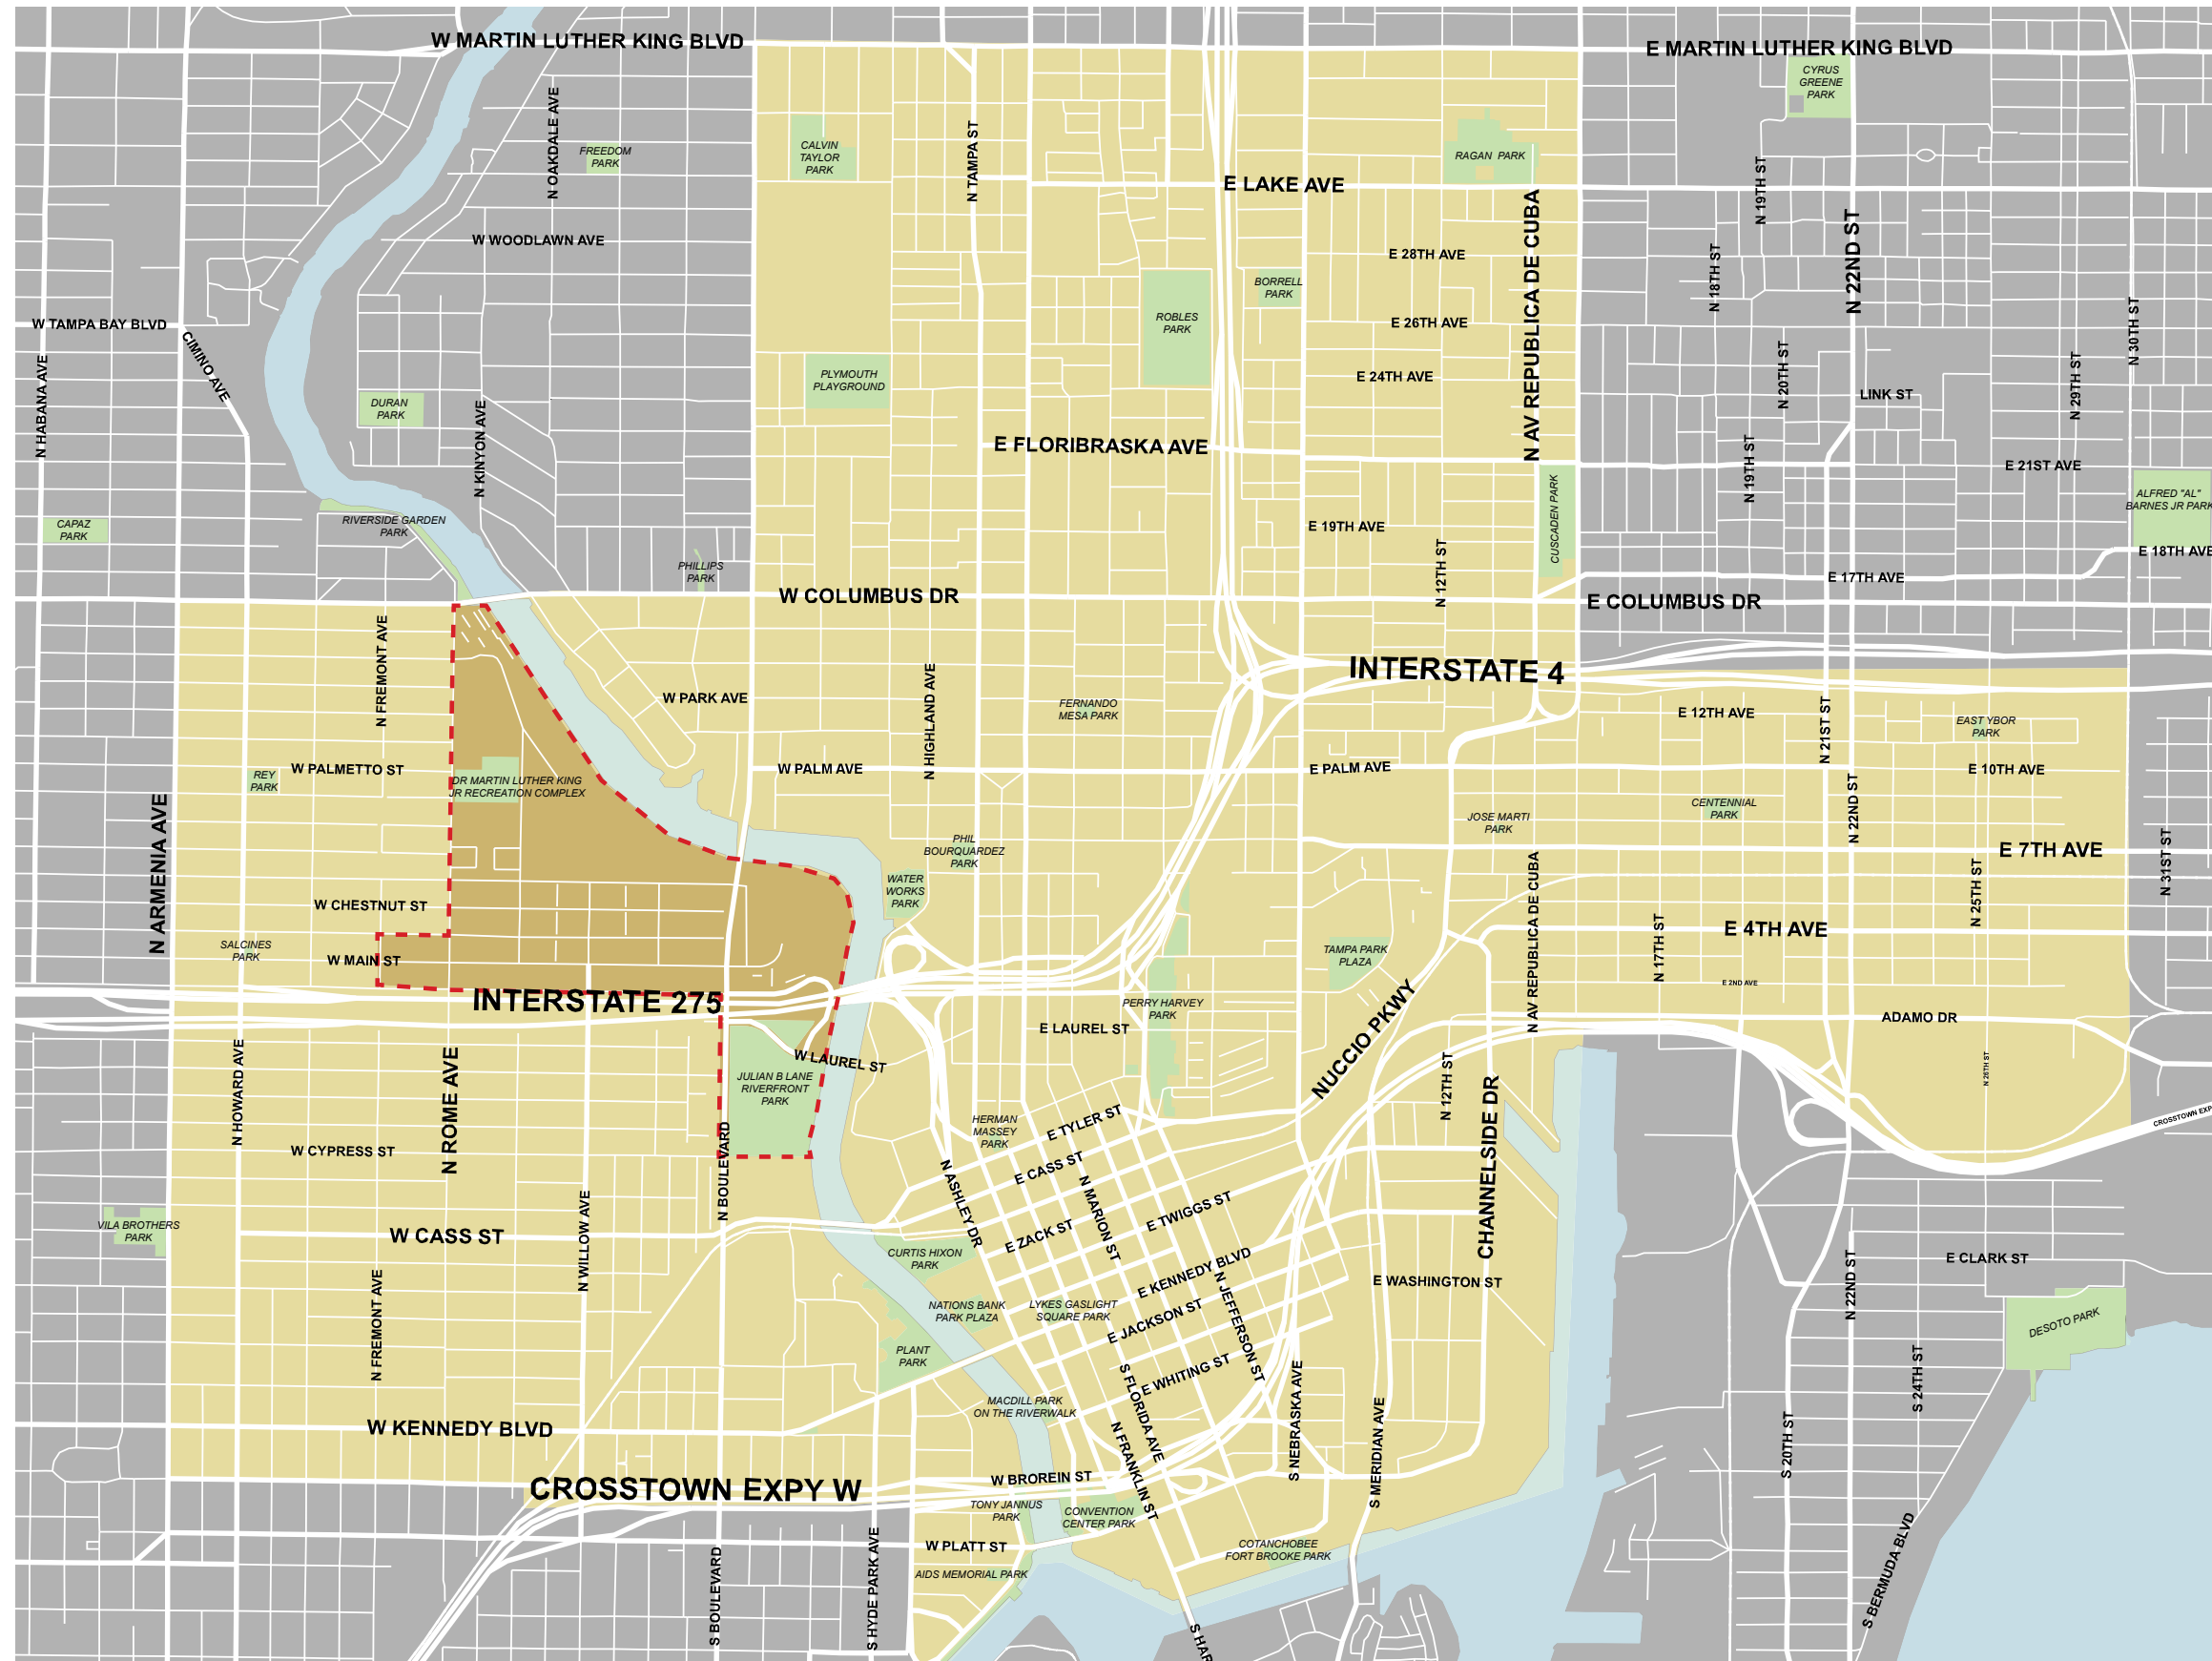 W MARTIN LUTHER KING BLVD
E MARTIN LUTHER KING BLVD
CYRUS
GREENE
PARK
N OAKDALE AVE
FREEDOM
PARK
CALVIN
TAYLOR
PARK
N TAMPA ST
RAGAN PARK
E LAKE AVE
N 19TH ST
N AV REPUBLICA DE CUBA
N 22ND ST
W WOODLAWN AVE
E 28TH AVE
N 18TH ST
BORRELL
PARK
ROBLES
PARK
E 26TH AVE
N 30TH ST
W TAMPA BAY BLVD
CIMINO AVE
N HABANA AVE
PLYMOUTH
PLAYGROUND
E 24TH AVE
N 20TH ST
LINK ST
N 29TH ST
DURAN
PARK
N KINYON AVE
E FLORIBRASKA AVE
N 19TH ST
E 21ST AVE
ALFRED "AL"
BARNES JR PARK
CUSCADEN PARK
CAPAZ
PARK
RIVERSIDE GARDEN
PARK
E 19TH AVE
N 12TH ST
E 18TH AVE
PHILLIPS
PARK
E 17TH AVE
W COLUMBUS DR
E COLUMBUS DR
N FREMONT AVE
INTERSTATE 4
W PARK AVE
N HIGHLAND AVE
FERNANDO
MESA PARK
E 12TH AVE
N 21ST ST
EAST YBOR
PARK
W PALMETTO ST
REY
PARK
DR MARTIN LUTHER KING
JR RECREATION COMPLEX
W PALM AVE
E PALM AVE
E 10TH AVE
N 22ND ST
CENTENNIAL
PARK
JOSE MARTI
PARK
N ARMENIA AVE
PHIL
BOURQUARDEZ
PARK
E 7TH AVE
N 31ST ST
WATER
WORKS
PARK
N 25TH ST
W CHESTNUT ST
N AV REPUBLICA DE CUBA
N 17TH ST
E 4TH AVE
SALCINES
PARK
W MAIN ST
TAMPA PARK
PLAZA
E 2ND AVE
INTERSTATE 275
PERRY HARVEY
PARK
NUCCIO PKWY
E LAUREL ST
ADAMO DR
N HOWARD AVE
N ROME AVE
W LAUREL ST
N 26TH ST
JULIAN B LANE
RIVERFRONT
PARK
N 12TH ST
CHANNELSIDE DR
CROSSTOWN EXP
HERMAN
MASSEY
PARK
E TYLER ST
W CYPRESS ST
N BOULEVARD
E CASS ST
N ASHLEY DR
N MARION ST
E TWIGGS ST
VILA BROTHERS
PARK
W CASS ST
N WILLOW AVE
E ZACK ST
CURTIS HIXON
PARK
E KENNEDY BLVD
N JEFFERSON ST
E WASHINGTON ST
N 22ND ST
E CLARK ST
N FREMONT AVE
NATIONS BANK
PARK PLAZA
LYKES GASLIGHT
SQUARE PARK
E JACKSON ST
DESOTO PARK
PLANT
PARK
E WHITING ST
S FLORIDA AVE
S NEBRASKA AVE
S 24TH ST
MACDILL PARK
ON THE RIVERWALK
S MERIDIAN AVE
W KENNEDY BLVD
N FRANKLIN ST
S 20TH ST
CROSSTOWN EXPY W
W BROREIN ST
TONY JANNUS
PARK
CONVENTION
CENTER PARK
S BERMUDA BLVD
W PLATT ST
COTANCHOBEE
FORT BROOKE PARK
S BOULEVARD
S HYDE PARK AVE
AIDS MEMORIAL PARK
S HAR